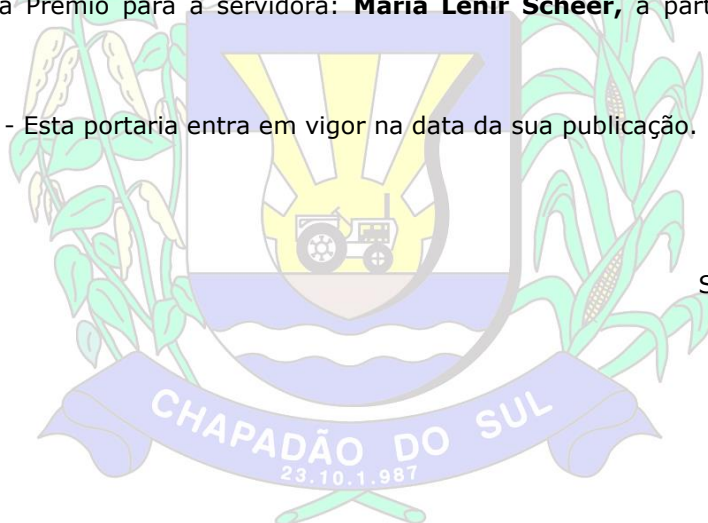 a Prêmio para a servidora: Maria Lenir Scheer, a part
- Esta portaria entra em vigor na data da sua publicação.
S
CHAPADÃO DO SUL
23.10.1.987